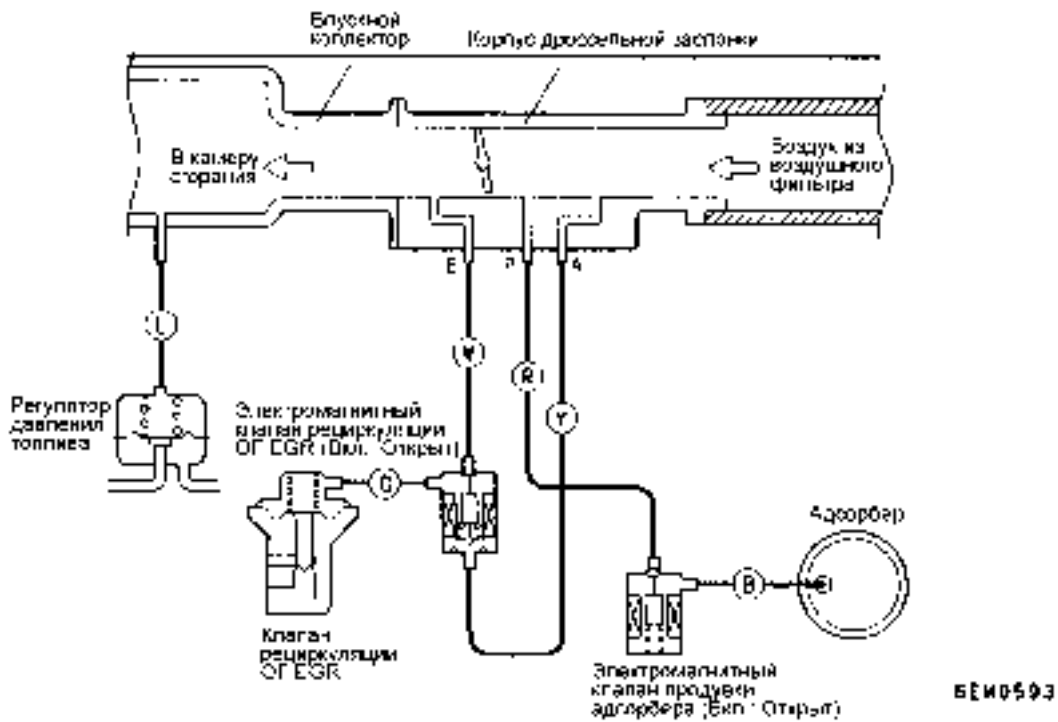 Впускной
коллектор
Корпус дроссельной заслонки
В камеру
сгорания
Воздух из
воздушного
фильтра
E
P
A
L
W
R
Y
Регулятор
давления
топлива
Электромагнитный
клапан рециркуляции
ОГ EGR (Вкл.: Открыт)
G
Адсорбер
B
Клапан
рециркуляции
ОГ EGR
Электромагнитный
клапан продувки
адсорбера (Вкл.: Открыт)
6EM0593